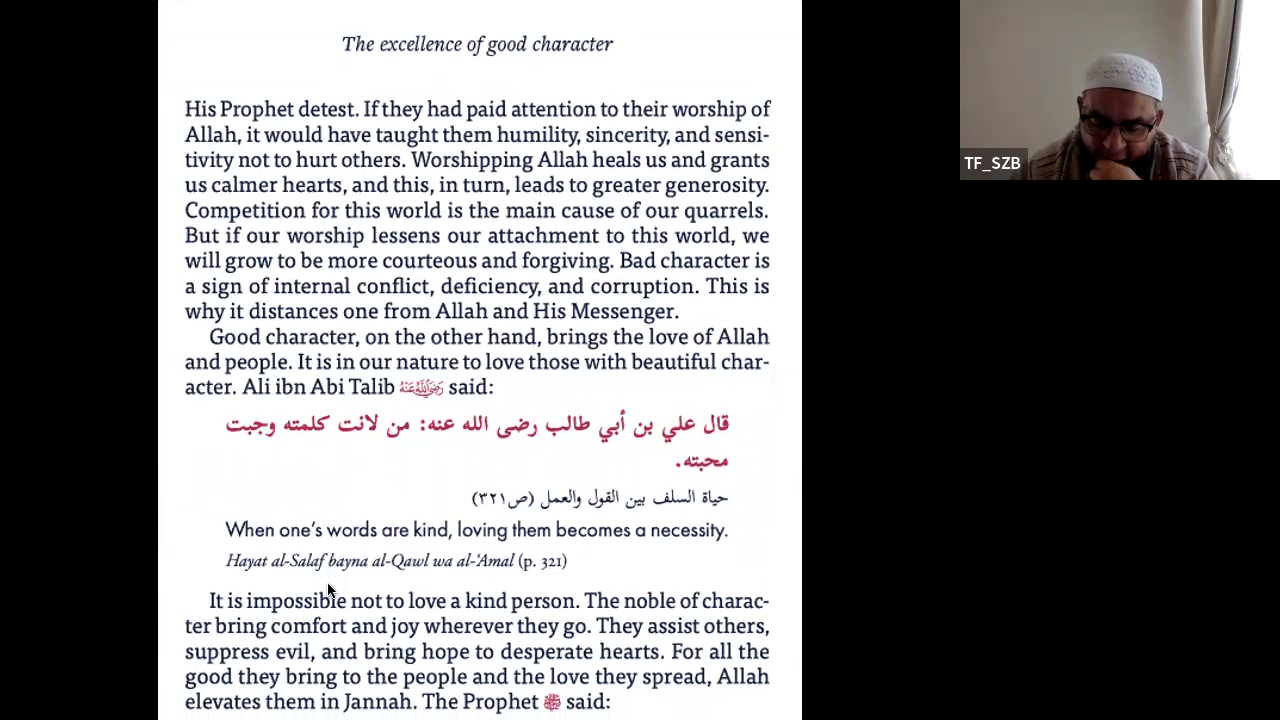 The excellence of good character
His Prophet detest. If they had paid attention to their worship of
Allah, it would have taught them humility, sincerity, and sensi-
tivity not to hurt others. Worshipping Allah heals us and grants
us calmer hearts, and this, in turn, leads to greater generosity.
Competition for this world is the main cause of our quarrels.
But if our worship lessens our attachment to this world, we
will grow to be more courteous and forgiving. Bad character is
a sign of internal conflict, deficiency, and corruption. This is
why it distances one from Allah and His Messenger.
Good character, on the other hand, brings the love of Allah
and people. It is in our nature to love those with beautiful char-
acter. Ali ibn Abi Talib رَضِيَ اللَّهُ عَنْهُ said:
قال علي بن أبي طالب رضى الله عنه: من لانت كلمته وجبت
محبته.
حياة السلف بين القول والعمل (ص٣٢١)
When one’s words are kind, loving them becomes a necessity.
Hayat al-Salaf bayna al-Qawl wa al-‘Amal (p. 321)
It is impossible not to love a kind person. The noble of charac-
ter bring comfort and joy wherever they go. They assist others,
suppress evil, and bring hope to desperate hearts. For all the
good they bring to the people and the love they spread, Allah
elevates them in Jannah. The Prophet ﷺ said:
TF_SZB